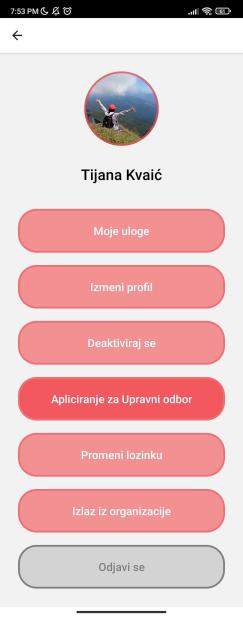 7:53 PM
61
Tijana Kvaić
Moje uloge
Izmeni profil
Deaktiviraj se
Apliciranje za Upravni odbor
Promeni lozinku
Izlaz iz organizacije
Odjavi se